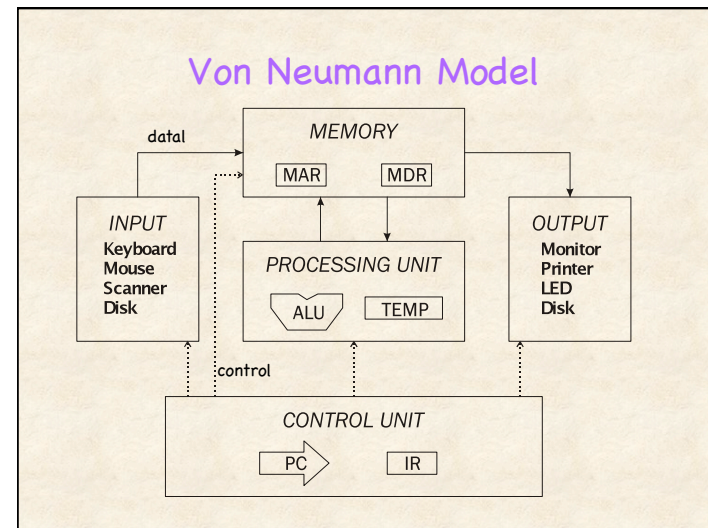 Von Neumann Model
datal
MEMORY
MAR MDR
INPUT
Keyboard
Mouse
Scanner
Disk
PROCESSING UNIT
ALU TEMP
OUTPUT
Monitor
Printer
LED
Disk
control
CONTROL UNIT
PC IR